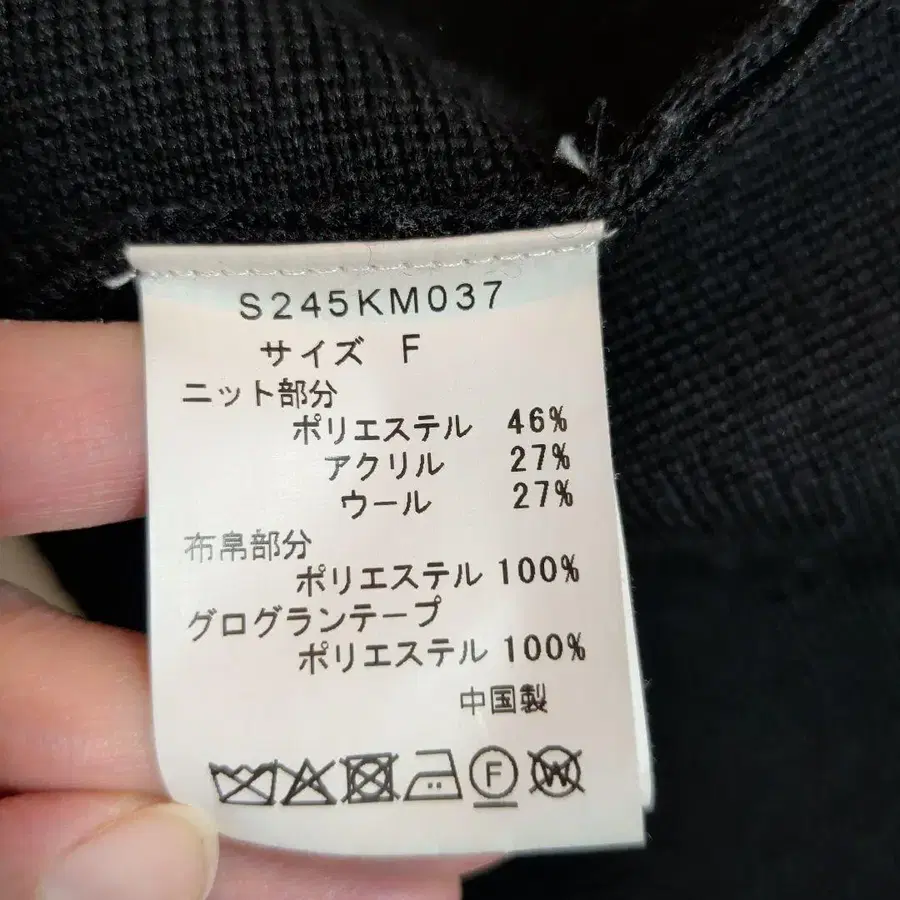 S245KM037
サイズ F
ニット部分
ポリエステル 46%
アクリル 27%
ウール 27%
布帛部分
ポリエステル 100%
グログランテープ
ポリエステル 100%
中国製
F W